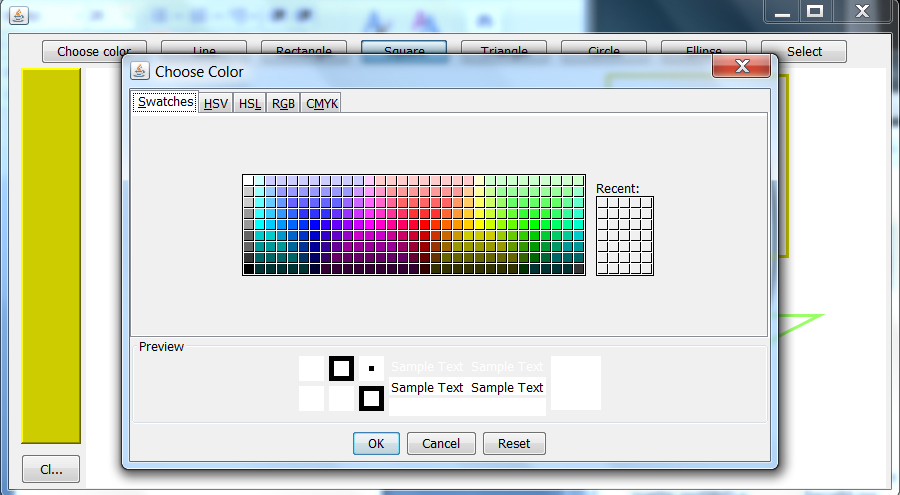 Choose color Line Rectangle Square Triangle Circle Ellipse Select
Choose Color
Swatches HSV HSL RGB CMYK
Recent:
Preview
Sample Text Sample Text
Sample Text Sample Text
OK Cancel Reset
Cl...